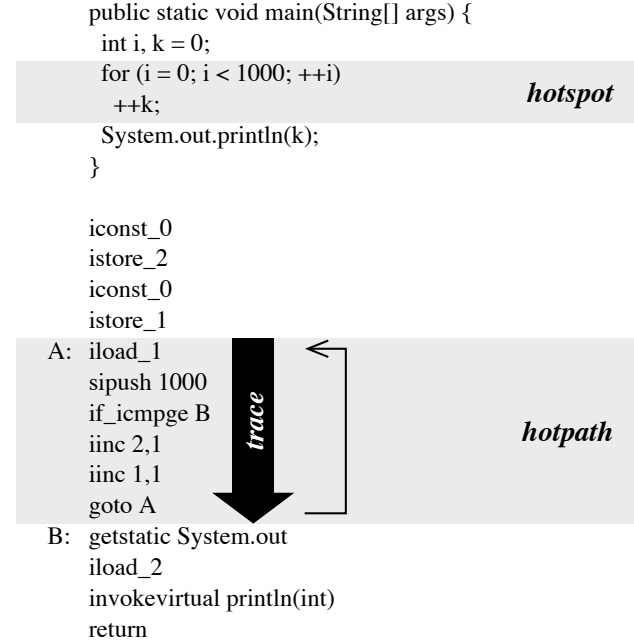 public static void main(String[] args) {
int i, k = 0;
for (i = 0; i < 1000; ++i)
++k;
hotspot
System.out.println(k);
}
iconst_0
istore_2
iconst_0
istore_1
A: iload_1
sipush 1000
if_icmpge B
iinc 2,1
iinc 1,1
goto A
trace
hotpath
B: getstatic System.out
iload_2
invokevirtual println(int)
return